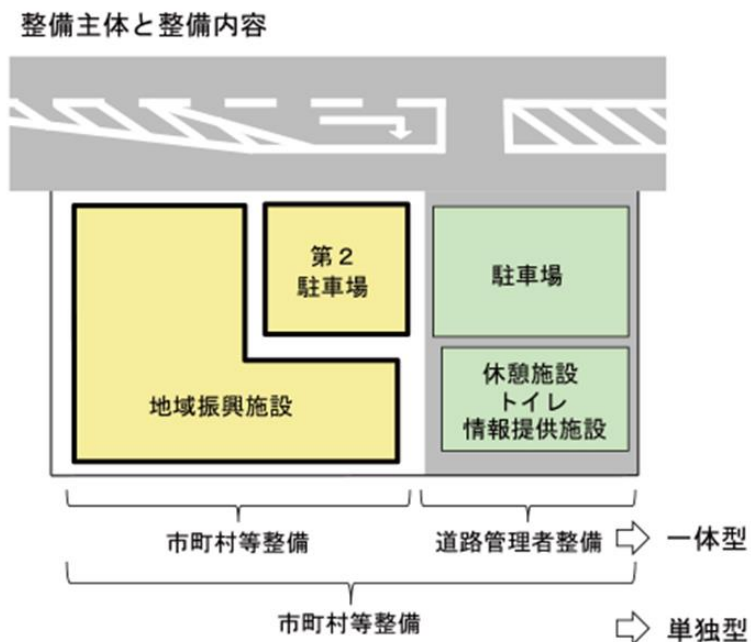 整備主体と整備内容
第2
駐車場
駐車場
地域振興施設
休憩施設
トイレ
情報提供施設
市町村等整備
道路管理者整備
一体型
市町村等整備
単独型